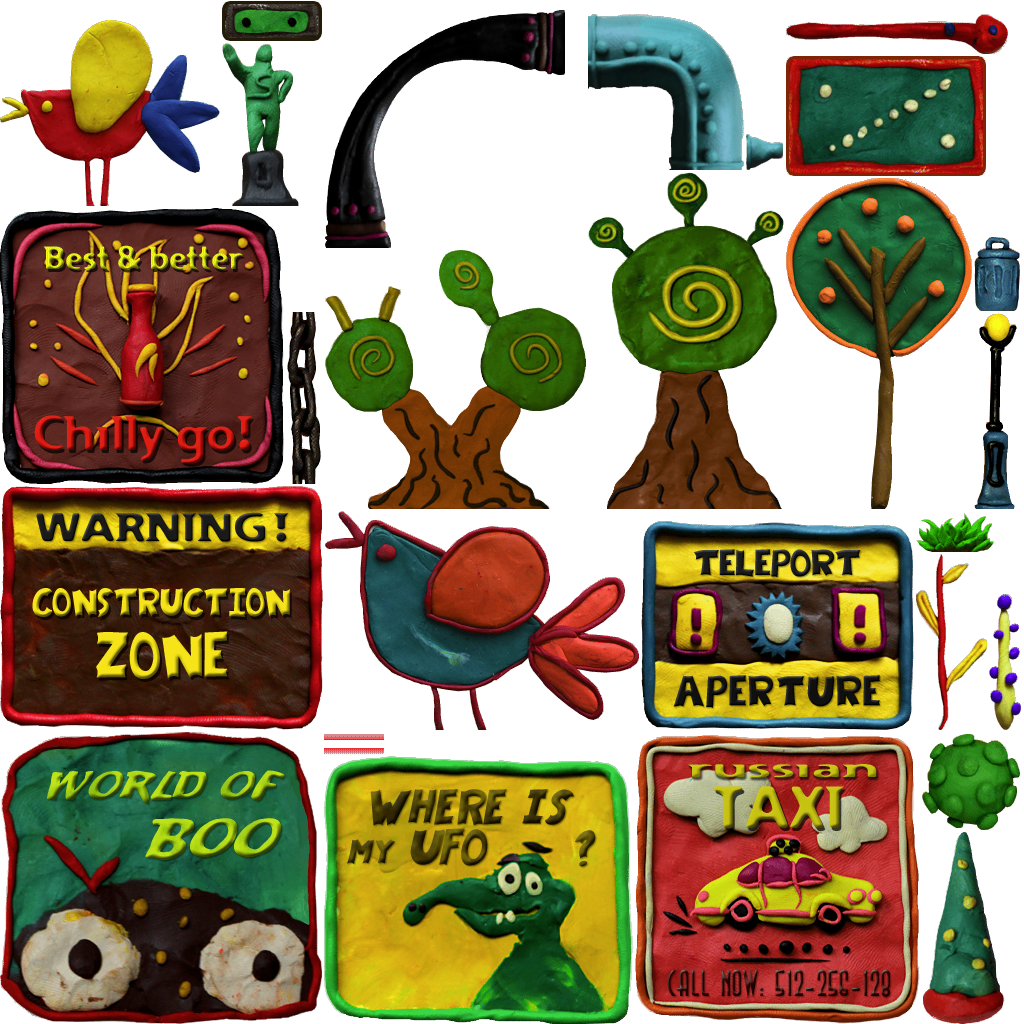 Best & better
Chilly go!
WARNING!
CONSTRUCTION
ZONE
TELEPORT
! !
APERTURE
WORLD OF
BOO
WHERE IS
MY UFO ?
russian
TAXI
CALL NOW: 512-256-128